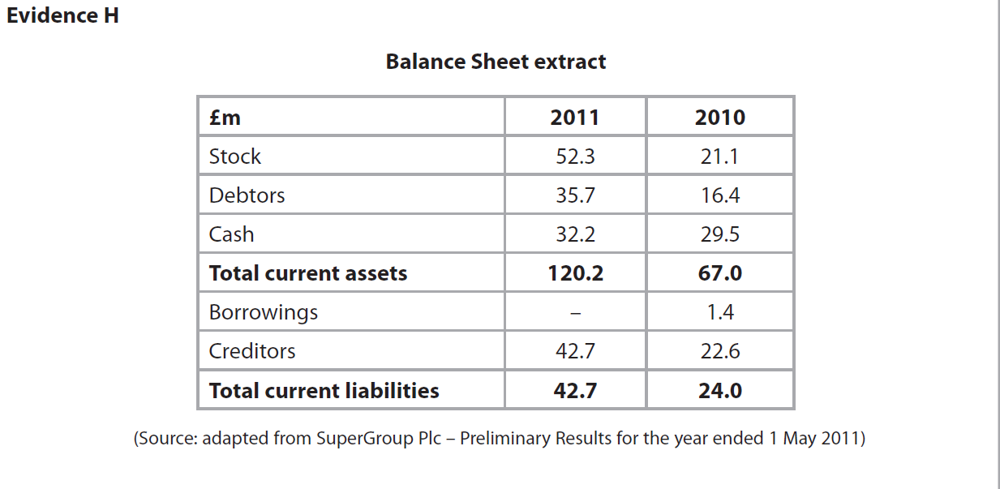 Evidence H
Balance Sheet extract
£m 2011 2010
Stock 52.3 21.1
Debtors 35.7 16.4
Cash 32.2 29.5
Total current assets 120.2 67.0
Borrowings – 1.4
Creditors 42.7 22.6
Total current liabilities 42.7 24.0
(Source: adapted from SuperGroup Plc – Preliminary Results for the year ended 1 May 2011)